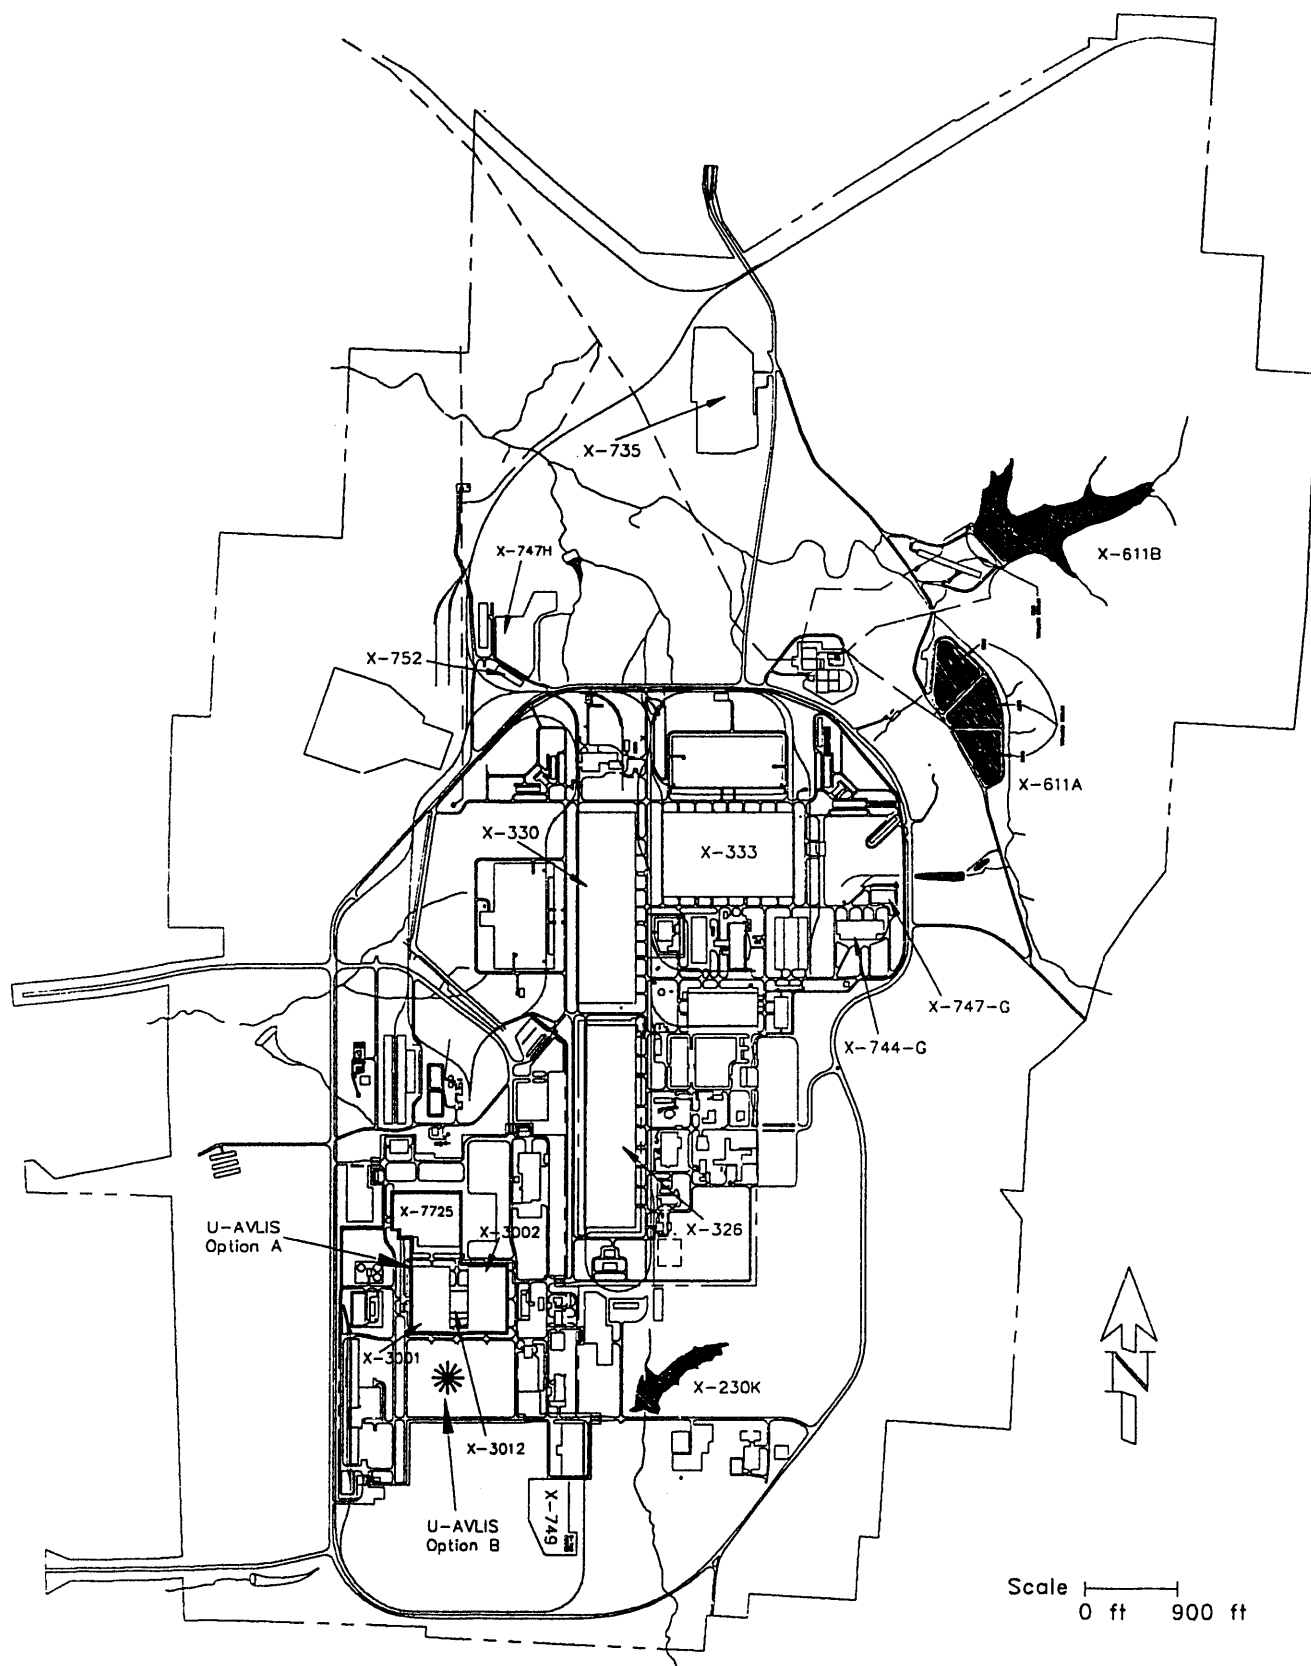 X-735
X-611B
X-747H
X-752
X-611A
X-330
X-333
X-747-G
X-744-G
X-7725
U-AVLIS
Option A
X-3002
X-326
X-3001
X-230K
N
X-3012
X-749
U-AVLIS
Option B
Scale
0 ft 900 ft